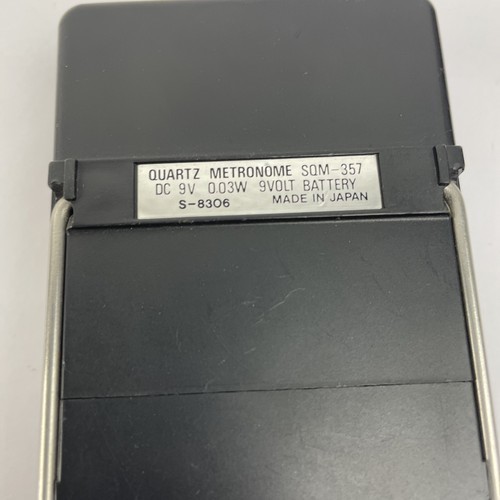 QUARTZ METRONOME SQM-357
DC 9V 0.03W 9VOLT BATTERY
S-8306 MADE IN JAPAN